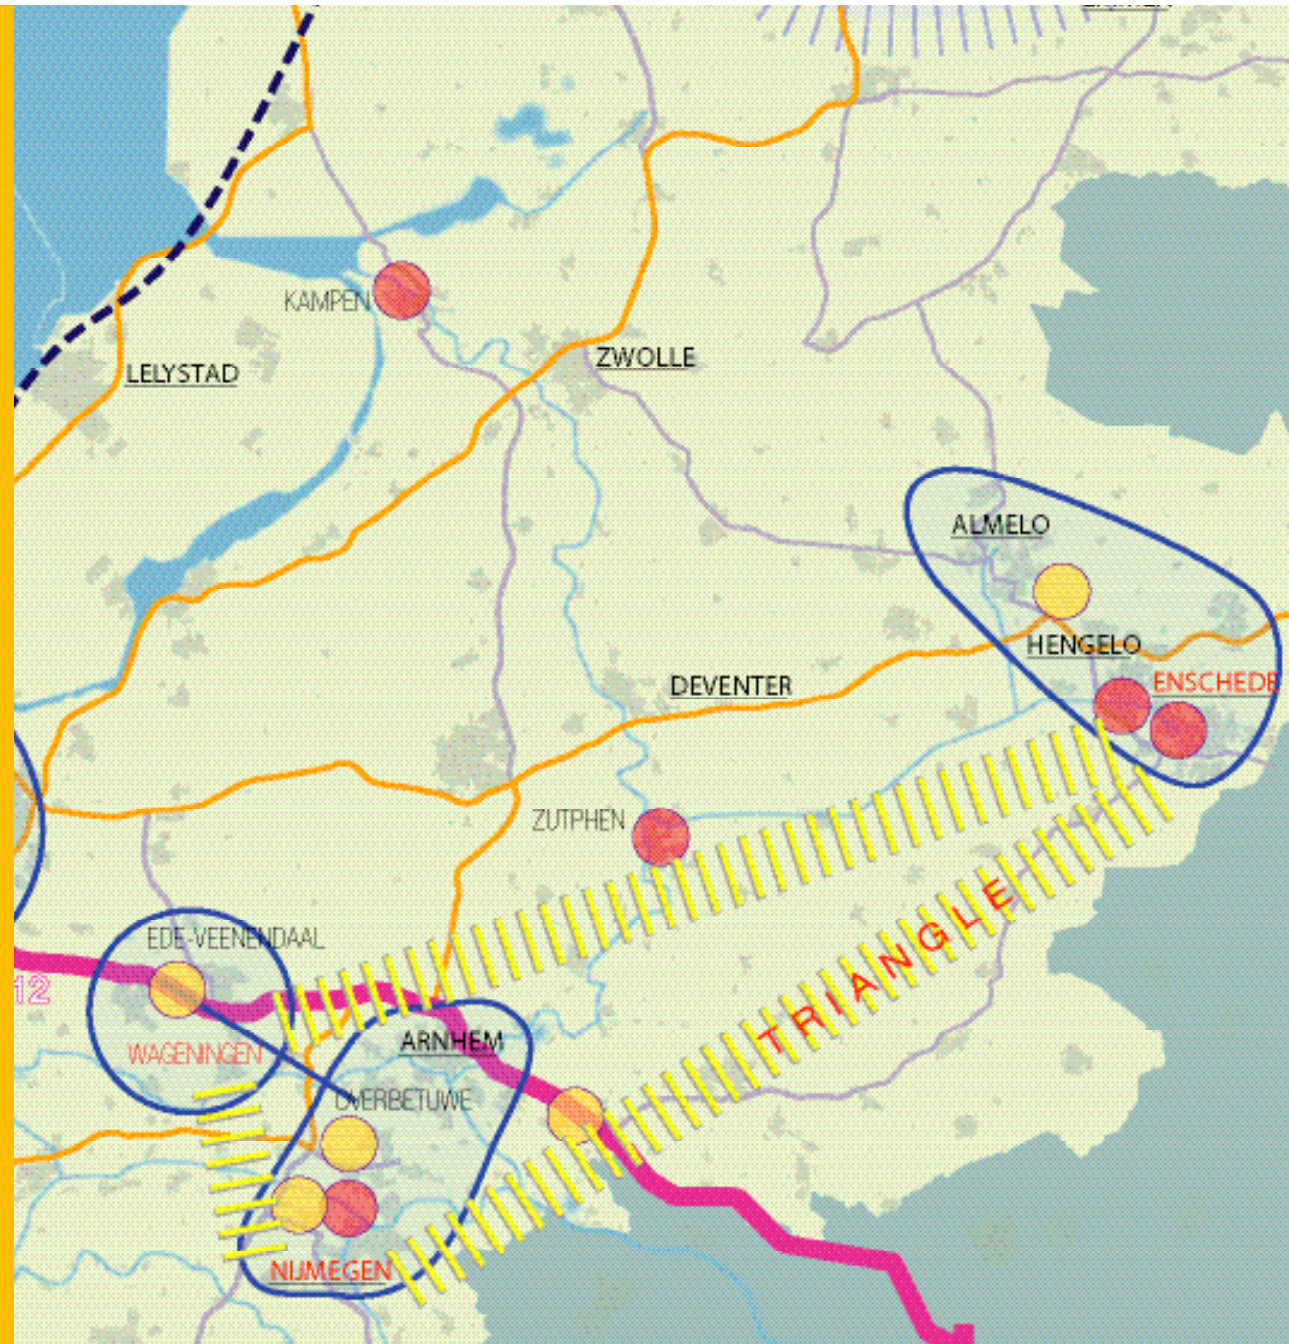 KAMPEN
ZWOLLE
LELYSTAD
ALMELO
HENGELO
ENSCHEDE
DEVENTER
ZUTPHEN
TRIANGLE
EDE-VEENENDAAL
12
WAGENINGEN
ARNHEM
OVERBETUWE
NIJMEGEN